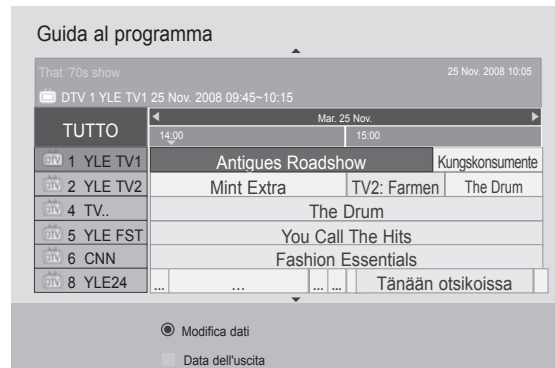 Guida al programma
That '70s show 25 Nov. 2008 10:05
DTV 1 YLE TV1 25 Nov. 2008 09:45~10:15
TUTTO
Mar. 25 Nov.
14:00 15:00
1 YLE TV1 Antigues Roadshow Kungskonsumente
2 YLE TV2 Mint Extra TV2: Farmen The Drum
4 TV.. The Drum
5 YLE FST You Call The Hits
6 CNN Fashion Essentials
8 YLE24 ... ... ... ... Tänään otsikoissa
Modifica dati
Data dell'uscita